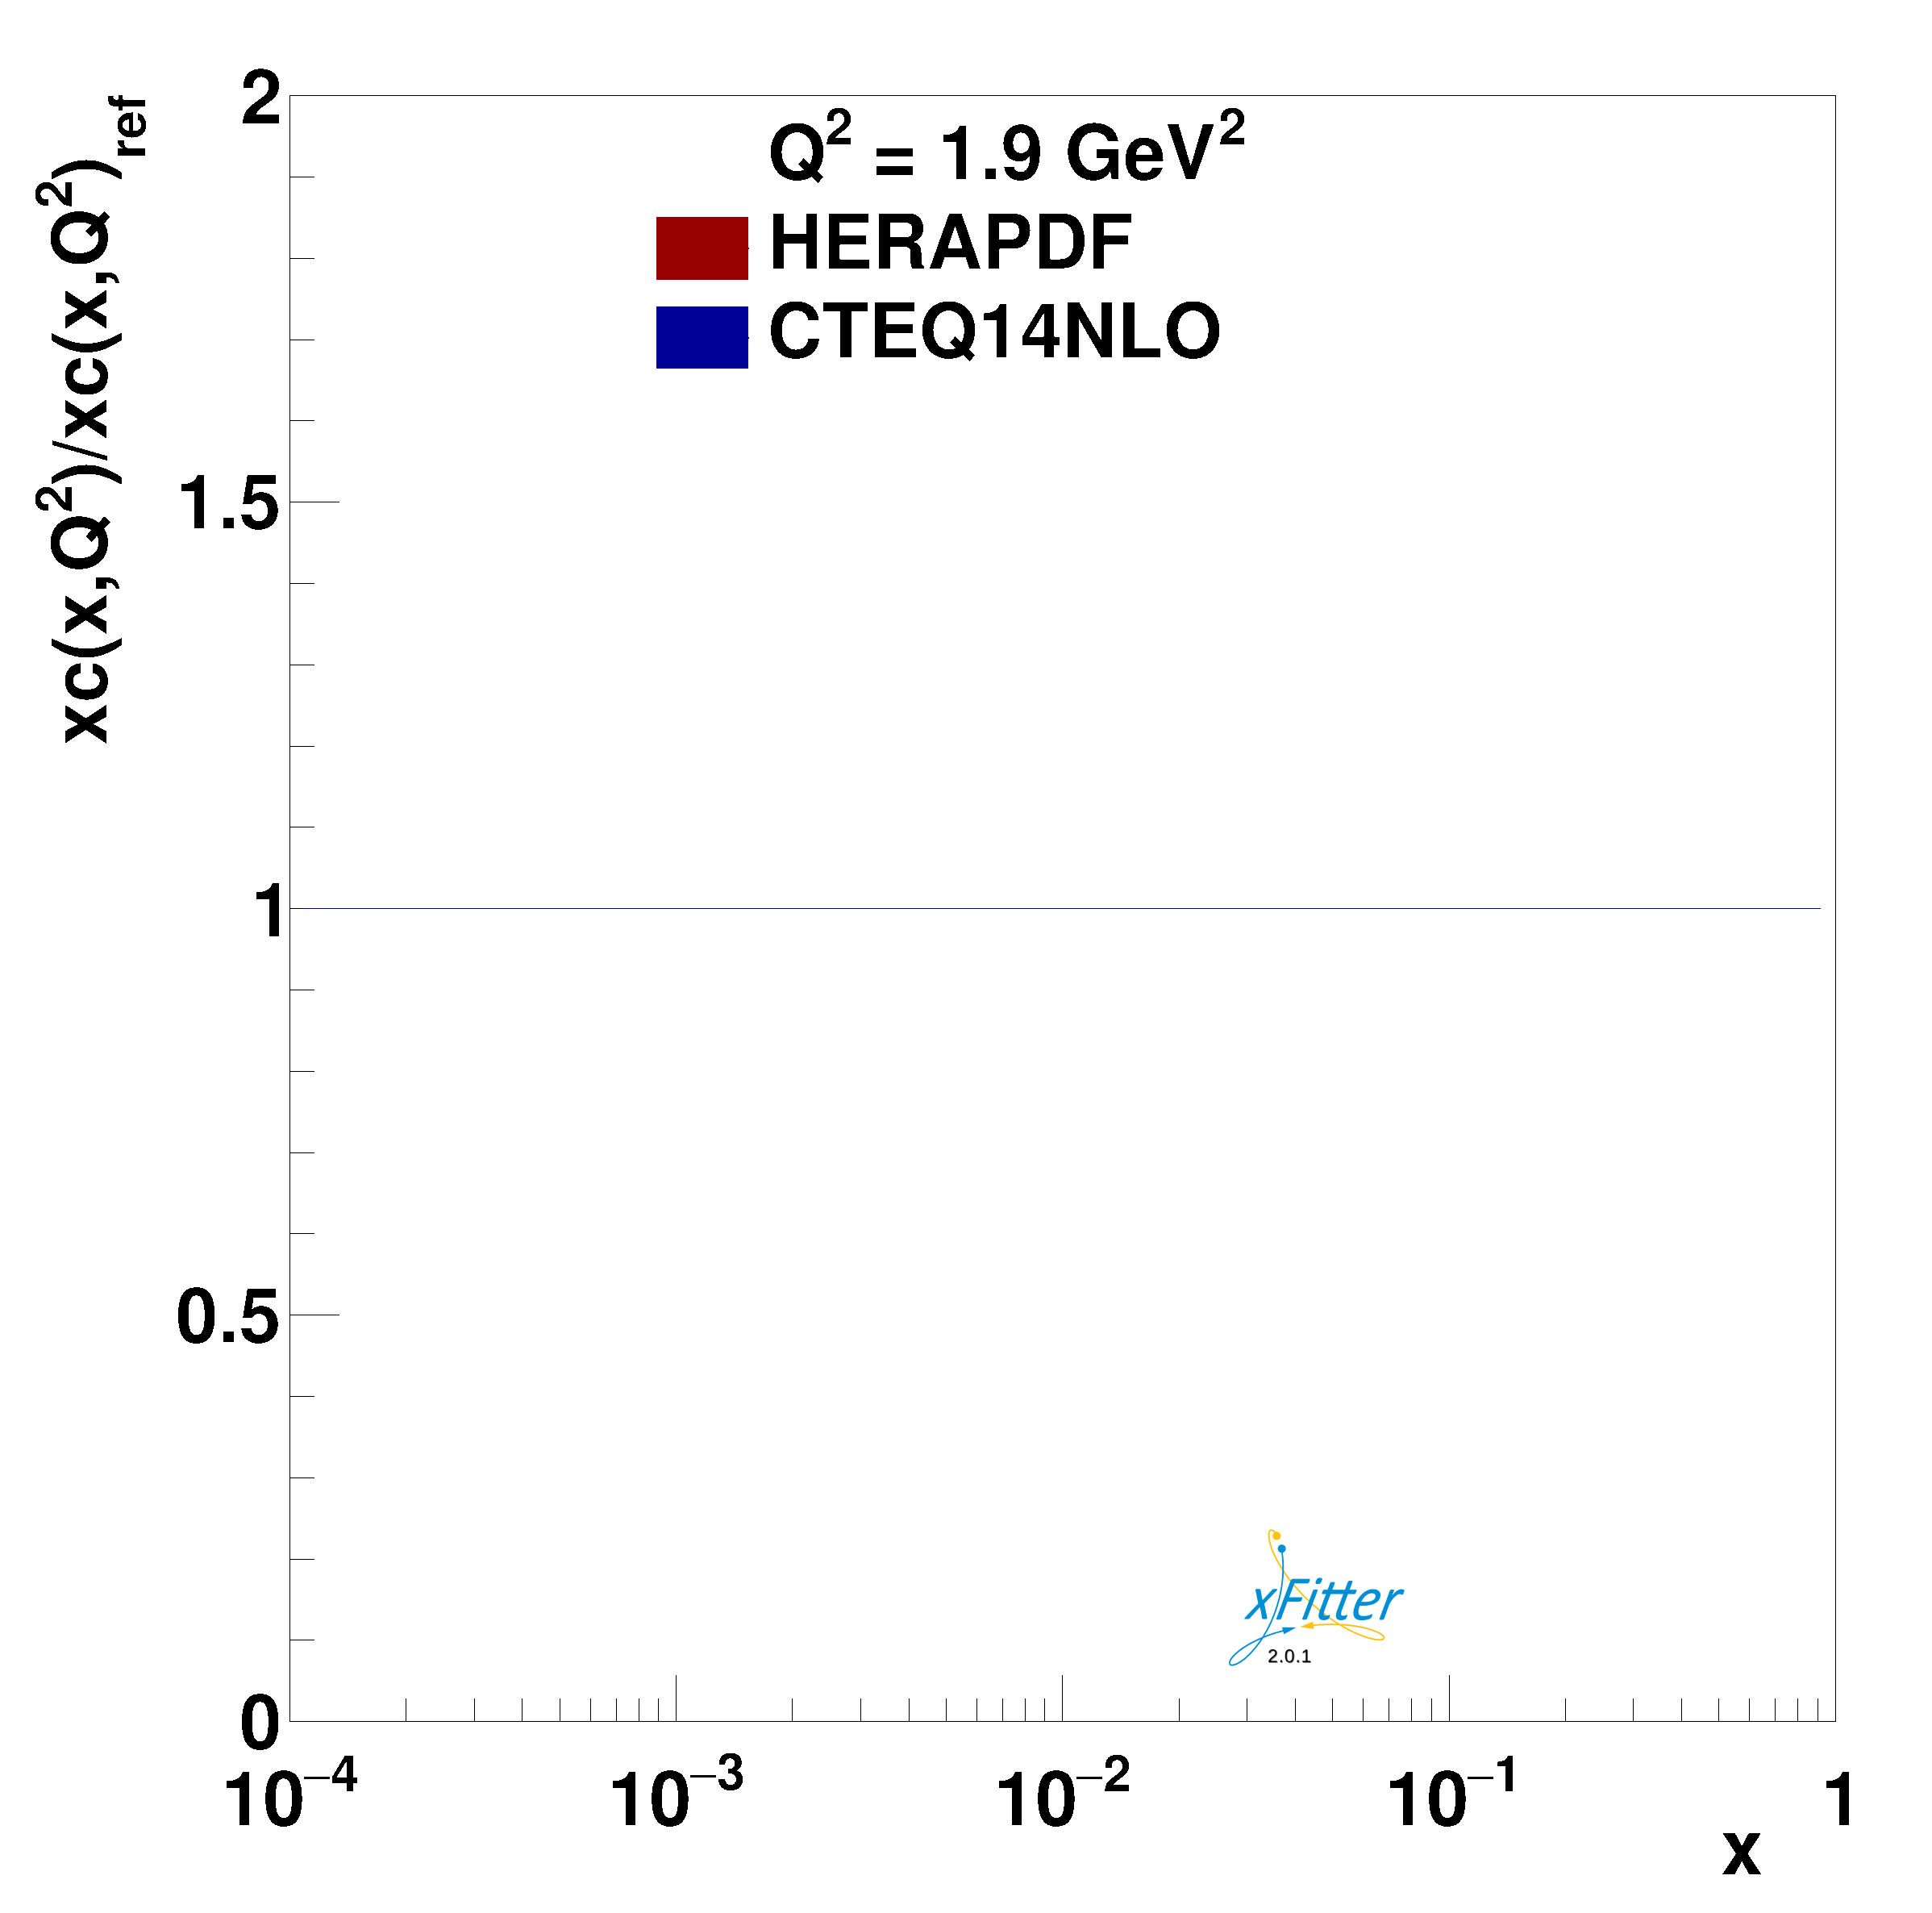 xc(x,Q²)/xc(x,Q²)ref
Q² = 1.9 GeV²
HERAPDF
CTEQ14NLO
2
1.5
1
0.5
0
xFitter
2.0.1
10⁻⁴ 10⁻³ 10⁻² 10⁻¹ 1
x